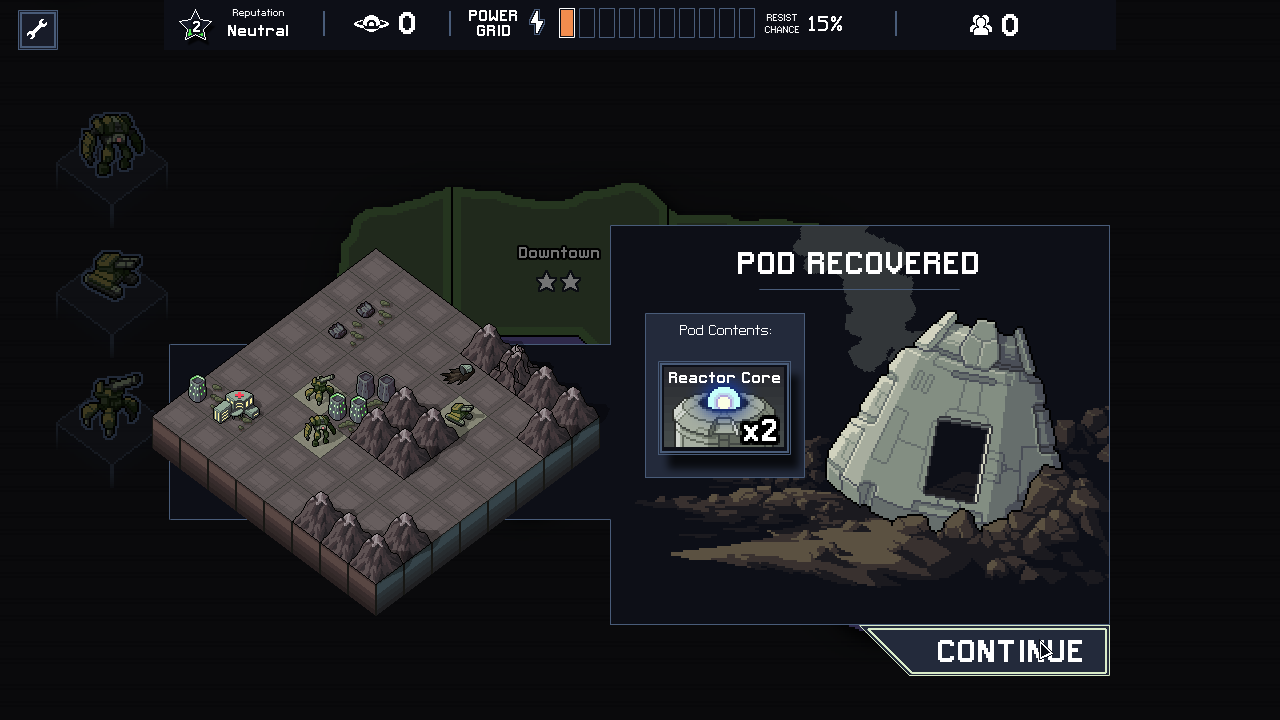 Reputation
2
Neutral
0
POWER
GRID
RESIST
CHANCE
15%
0
Downtown
POD RECOVERED
Pod Contents:
Reactor Core
x2
CONTINUE